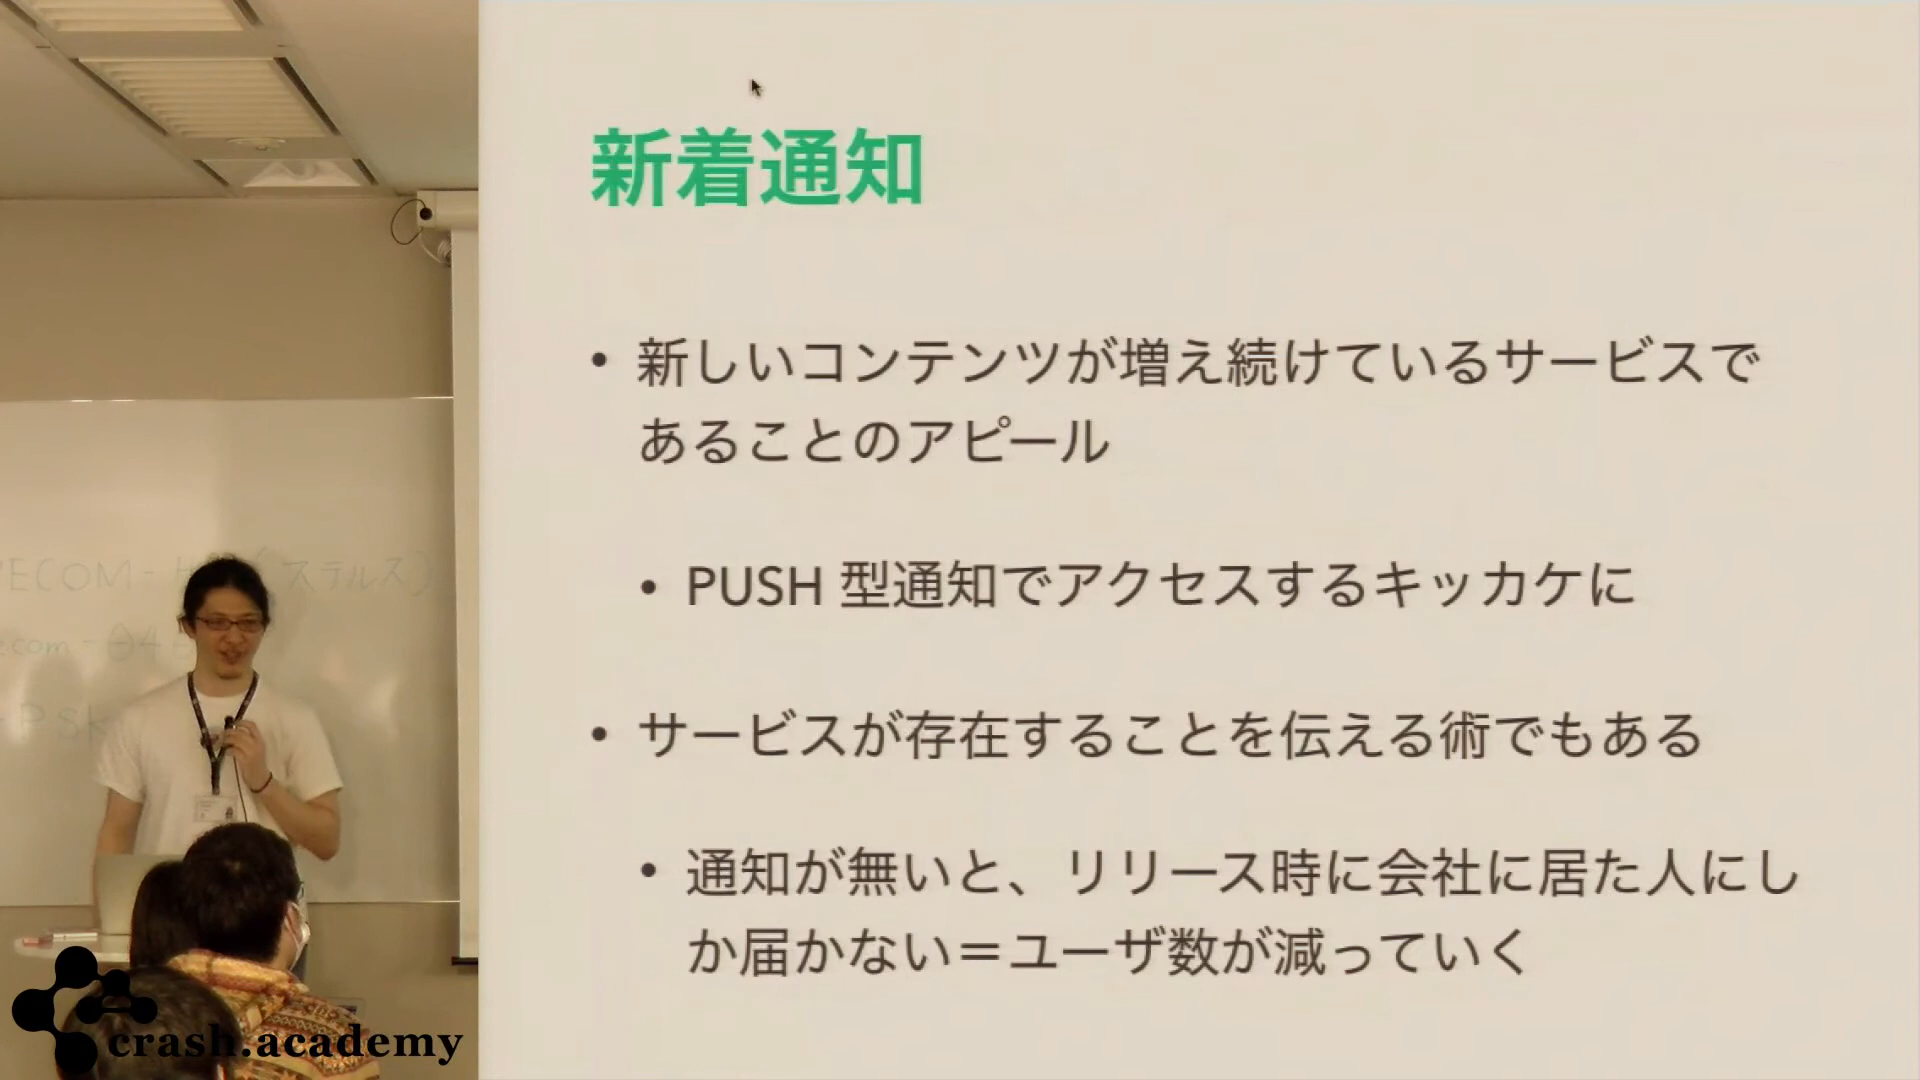 新着通知
• 新しいコンテンツが増え続けているサービスで
あることのアピール
• PUSH 型通知でアクセスするキッカケに
• サービスが存在することを伝える術でもある
• 通知が無いと、リリース時に会社に居た人にし
か届かない＝ユーザ数が減っていく
ステルス)
crash.academy